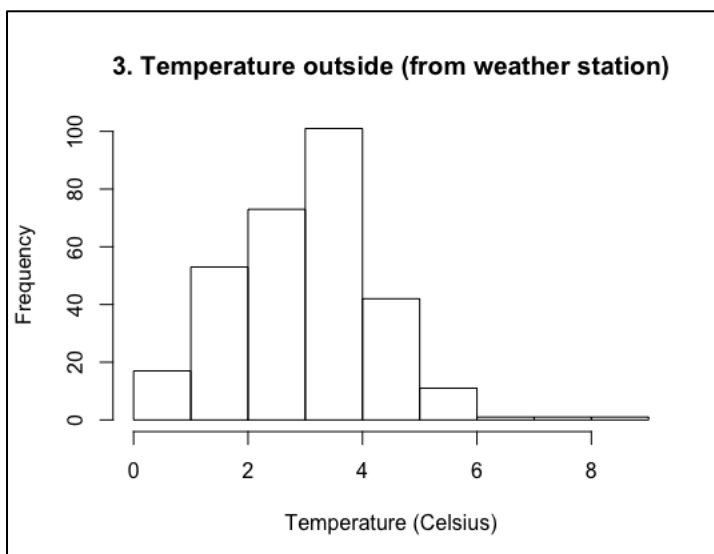 3. Temperature outside (from weather station)
100
80
60
40
20
0
Frequency
0 2 4 6 8
Temperature (Celsius)